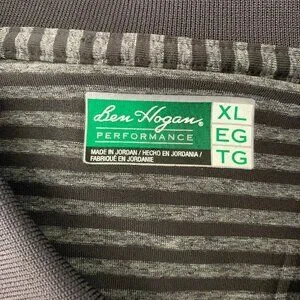 Ben Hogan®
PERFORMANCE
MADE IN JORDAN / HECHO EN JORDANIA /
FABRIQUÉ EN JORDANIE
XL
EG
TG